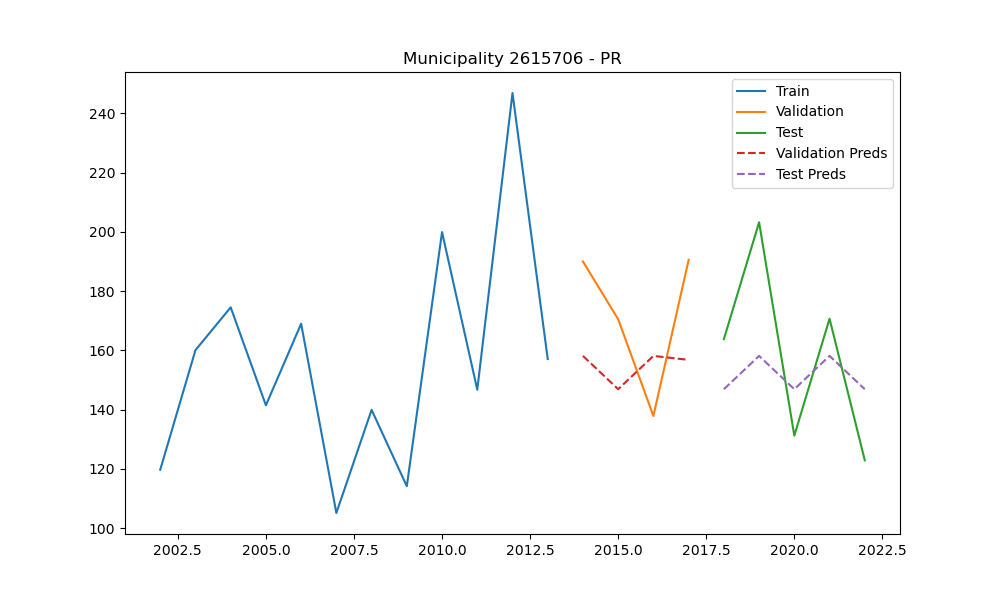 Municipality 2615706 - PR
Train
Validation
Test
Validation Preds
Test Preds
240
220
200
180
160
140
120
100
2002.5 2005.0 2007.5 2010.0 2012.5 2015.0 2017.5 2020.0 2022.5